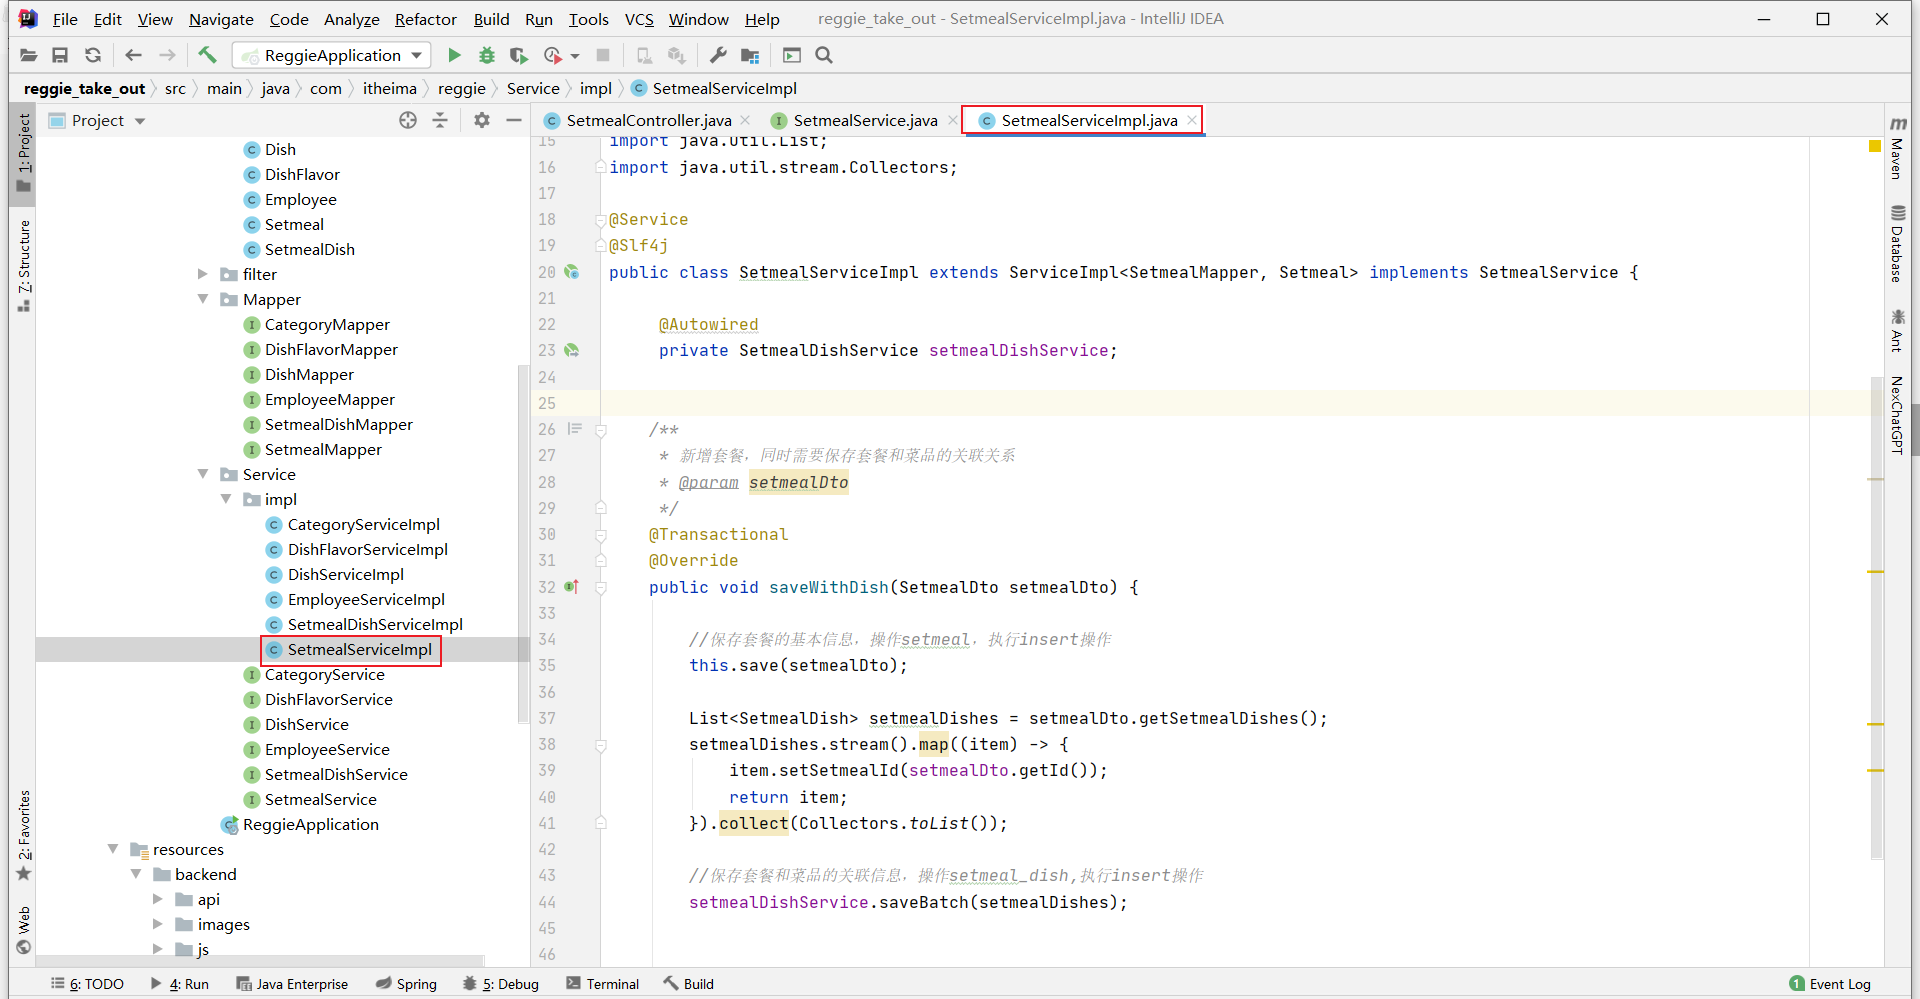 File Edit View Navigate Code Analyze Refactor Build Run Tools VCS Window Help reggie_take_out - SetmealServiceImpl.java - IntelliJ IDEA
ReggieApplication
reggie_take_out src main java com itheima reggie Service impl SetmealServiceImpl
Project
SetmealController.java SetmealService.java SetmealServiceImpl.java
1: Project
7: Structure
2: Favorites
Web
Dish
DishFlavor
Employee
Setmeal
SetmealDish
filter
Mapper
CategoryMapper
DishFlavorMapper
DishMapper
EmployeeMapper
SetmealDishMapper
SetmealMapper
Service
impl
CategoryServiceImpl
DishFlavorServiceImpl
DishServiceImpl
EmployeeServiceImpl
SetmealDishServiceImpl
SetmealServiceImpl
CategoryService
DishFlavorService
DishService
EmployeeService
SetmealDishService
SetmealService
ReggieApplication
resources
backend
api
images
js
15 import java.util.List;
16 import java.util.stream.Collectors;
17
18 @Service
19 @Slf4j
20 public class SetmealServiceImpl extends ServiceImpl<SetmealMapper, Setmeal> implements SetmealService {
21
22 @Autowired
23 private SetmealDishService setmealDishService;
24
25
26 /**
27 * 新增套餐，同时需要保存套餐和菜品的关联关系
28 * @param setmealDto
29 */
30 @Transactional
31 @Override
32 public void saveWithDish(SetmealDto setmealDto) {
33
34 //保存套餐的基本信息，操作setmeal，执行insert操作
35 this.save(setmealDto);
36
37 List<SetmealDish> setmealDishes = setmealDto.getSetmealDishes();
38 setmealDishes.stream().map((item) -> {
39 item.setSetmealId(setmealDto.getId());
40 return item;
41 }).collect(Collectors.toList());
42
43 //保存套餐和菜品的关联信息，操作setmeal_dish,执行insert操作
44 setmealDishService.saveBatch(setmealDishes);
45
46
m Maven
Database
Ant
NexChatGPT
6: TODO 4: Run Java Enterprise Spring 5: Debug Terminal Build 1 Event Log